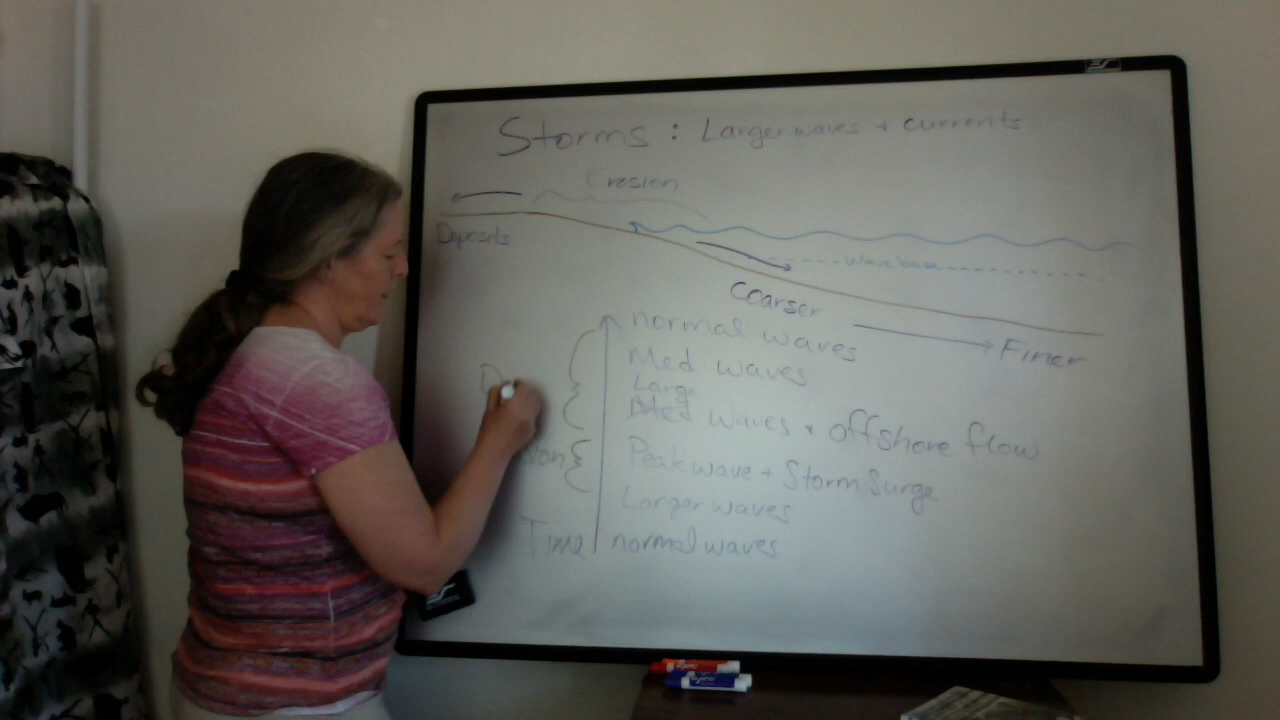 Storms: Larger waves + currents
Erosion
Deposits
Wave base
Coarser
Finer
normal waves
Med waves
Large
Med Waves + offshore flow
Peak wave + Storm Surge
Larger waves
Time normal waves